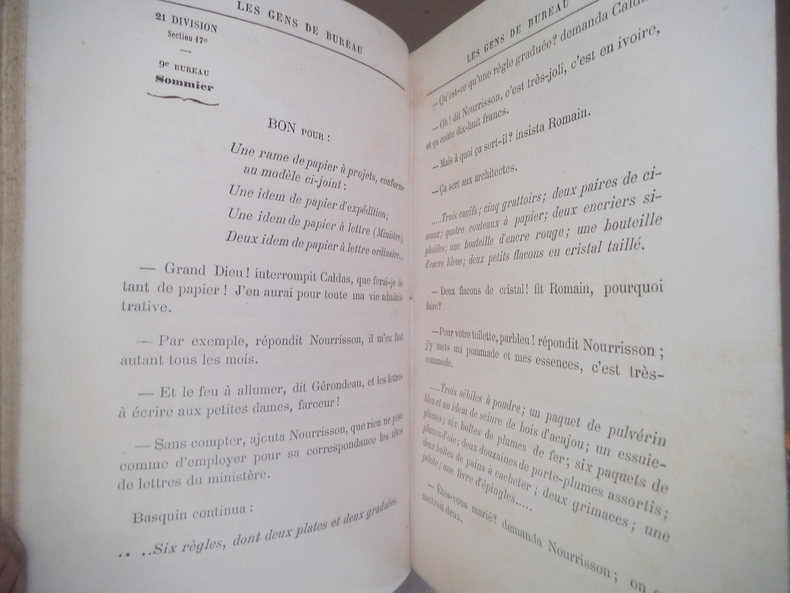 LES GENS DE BUREAU
21 DIVISION
Section 17e
9e BUREAU
Sommier
BON POUR :
Une rame de papier à projets, conforme
au modèle ci-joint :
Une idem de papier d'expédition;
Une idem de papier à lettre (Ministre)
Deux idem de papier à lettre ordinaire...
— Grand Dieu ! interrompit Caldas, que ferai-je de
tant de papier ! J'en aurai pour toute ma vie adminis-
trative.
— Par exemple, répondit Nourrisson, il m'en faut
autant tous les mois.
— Et le feu à allumer, dit Gérondeau, et les lettres
à écrire aux petites dames, farceur !
— Sans compter, ajouta Nourrisson, que rien ne pose
comme d'employer pour sa correspondance les têtes
de lettres du ministère.
Basquin continua :
.. ..Six règles, dont deux plates et deux graduées.
LES GENS DE BUREAU
— Qu'est-ce qu'une règle graduée? demanda Caldas.
— Oh ! dit Nourrisson, c'est très-joli, c'est en ivoire,
et ça coûte dix-huit francs.
— Mais à quoi ça sert-il? insista Romain.
— Ça sert aux architectes.
....Trois canifs; cinq grattoirs; deux paires de ci-
seaux; quatre couteaux à papier; deux encriers si-
phoïdes; une bouteille d'encre rouge; une bouteille
d'encre bleue; deux petits flacons en cristal taillé.
— Deux flacons de cristal! fit Romain, pourquoi
faire?
— Pour votre toilette, parbleu ! répondit Nourrisson ;
j'y mets ma pommade et mes essences, c'est très-
commode.
....Trois sébiles à poudre; un paquet de pulvérin
bleu et un idem de sciure de bois d'acajou; un essuie-
plumes; six boîtes de plumes de fer; six paquets de
plumes d'oie; deux douzaines de porte-plumes assortis;
deux boîtes de pains à cacheter; deux grimaces; une
pelote; une livre d'épingles.....
— Êtes-vous marié? demanda Nourrisson; on
mettrait deux.